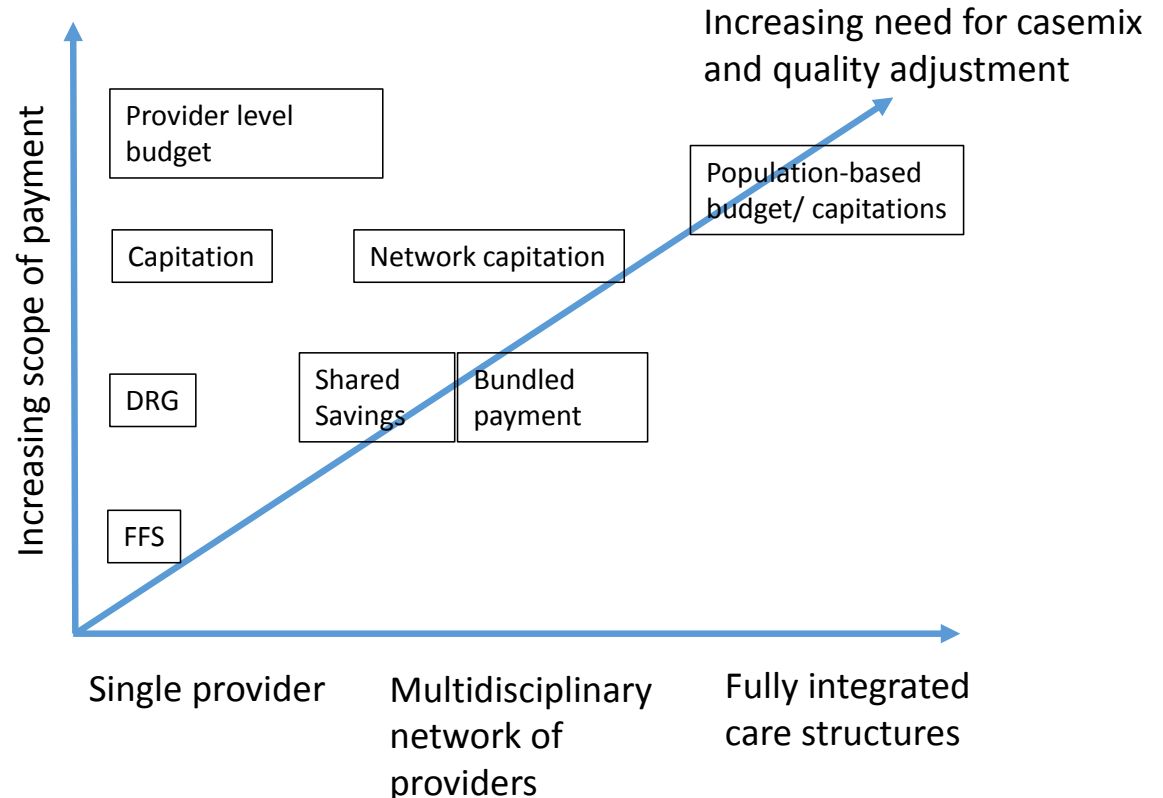 Increasing need for casemix
and quality adjustment
Increasing scope of payment
Provider level
budget
Population-based
budget/ capitations
Capitation
Network capitation
DRG
Shared
Savings
Bundled
payment
FFS
Single provider
Multidisciplinary
network of
providers
Fully integrated
care structures